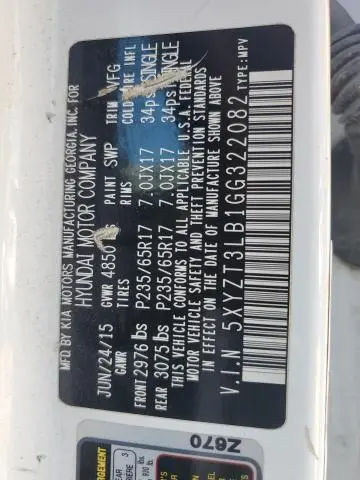 MFD BY KIA MOTORS MANUFACTURING GEORGIA, INC. FOR
HYUNDAI MOTOR COMPANY
JUN/24/15 GVWR 4850 PAINT SWP TRIM VFG
GAWR TIRES RIMS COLD TIRE INFL
FRONT 2976 lbs P235/65R17 7.0JX17 34psi SINGLE
REAR 3075 lbs P235/65R17 7.0JX17 34psi SINGLE
THIS VEHICLE CONFORMS TO ALL APPLICABLE U.S.A. FEDERAL
MOTOR VEHICLE SAFETY AND THEFT PREVENTION STANDARDS
IN EFFECT ON THE DATE OF MANUFACTURE SHOWN ABOVE
V.I.N 5XYZT3LB1GG322082 TYPE:MPV
Z670